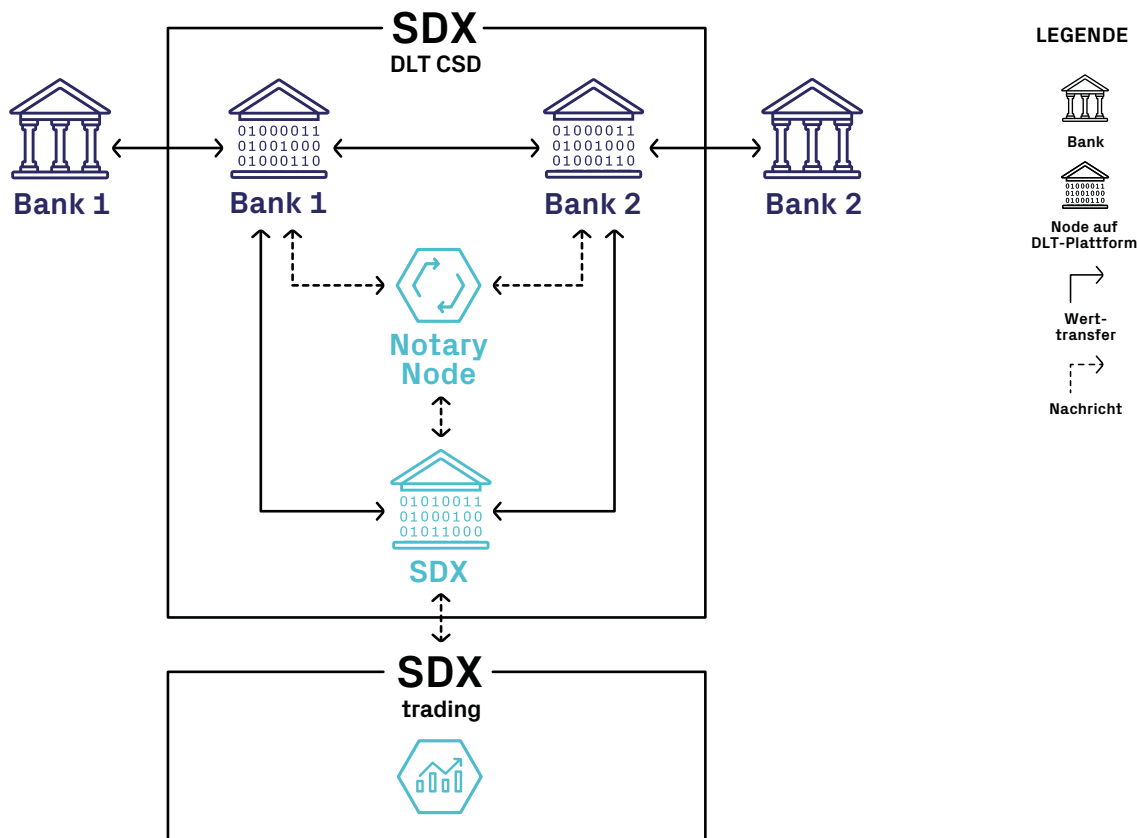 SDX
DLT CSD
LEGENDE
01000011
01001000
01000110
01000011
01001000
01000110
Bank 1
Bank 1
Bank 2
Bank 2
Bank
01000011
01001000
01000110
Node auf
DLT-Plattform
Notary
Node
Wert-
transfer
Nachricht
01010011
01000100
01011000
SDX
SDX
trading